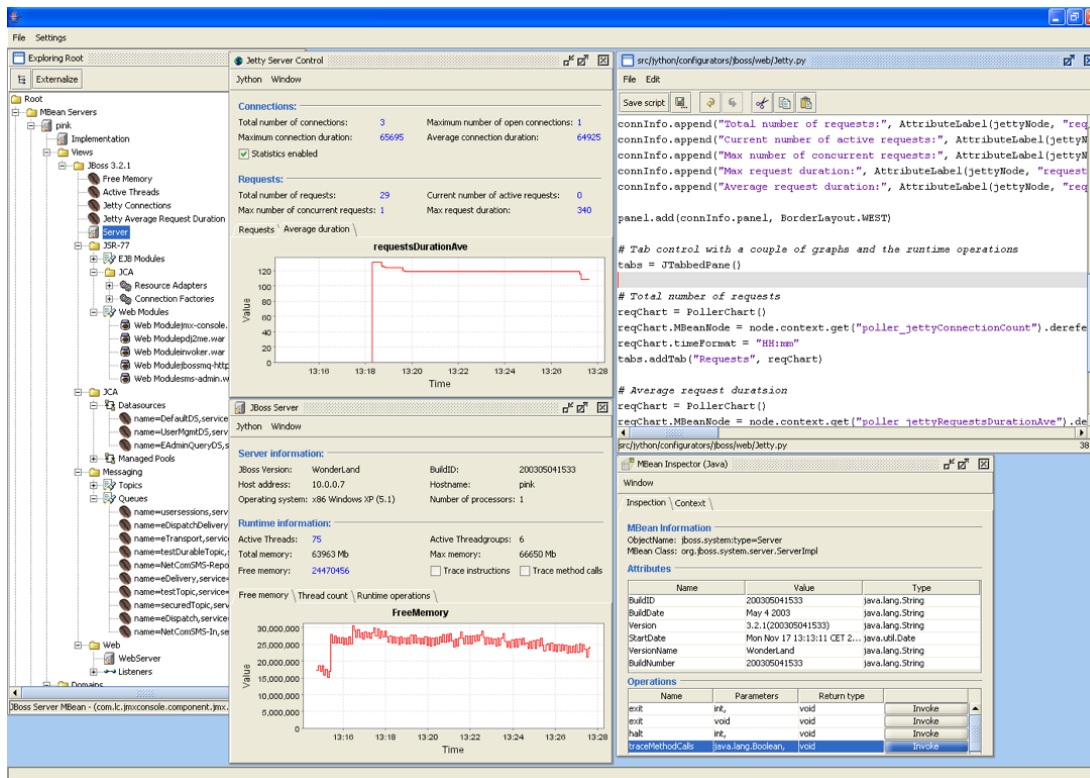 File Settings
Exploring Root
Externalize
Root
MBean Servers
pink
Implementation
Views
JBoss 3.2.1
Free Memory
Active Threads
Jetty Connections
Jetty Average Request Duration
Server
JSR-77
EJB Modules
JCA
Resource Adapters
Connection Factories
Web Modules
Web Modulejmx-console.
Web Modulepdj2me.war
Web Moduleinvoker.war
Web Modulejbossmq-http
Web Modulesms-admin.w
JCA
Datasources
name=DefaultDS,service
name=UserMgmtDS,serv
name=EAdminQueryDS,s
Managed Pools
Messaging
Topics
Queues
name=usersessions,serv
name=eDispatchDelivery
name=eTransport,service
name=testDurableTopic,s
name=NetComSMS-Repo
name=eDelivery,service=
name=testTopic,service=
name=securedTopic,servic
name=eDispatch,service=
name=NetComSMS-In,se
Web
WebServer
Listeners
Domains
JBoss Server MBean - (com.lc.jmxconsole.component.jmx.
Jetty Server Control
Jython Window
Connections:
Total number of connections: 3 Maximum number of open connections: 1
Maximum connection duration: 65695 Average connection duration: 64925
Statistics enabled
Requests:
Total number of requests: 29 Current number of active requests: 0
Max number of concurrent requests: 1 Max request duration: 340
Requests Average duration
requestsDurationAve
Value
120
100
80
60
40
20
0
13:16 13:18 13:20 13:22 13:24 13:26 13:28
Time
JBoss Server
Jython Window
Server information:
JBoss Version: WonderLand BuildID: 200305041533
Host address: 10.0.0.7 Hostname: pink
Operating system: x86 Windows XP (5.1) Number of processors: 1
Runtime information:
Active Threads: 75 Active Threadgroups: 6
Total memory: 63963 Mb Max memory: 66650 Mb
Free memory: 24470456 Trace instructions Trace method calls
Free memory Thread count Runtime operations
FreeMemory
Value
30,000,000
25,000,000
20,000,000
15,000,000
10,000,000
5,000,000
0
13:16 13:18 13:20 13:22 13:24 13:26 13:28
Time
src/jython/configurators/jboss/web/Jetty.py
File Edit
Save script
connInfo.append("Total number of requests:", AttributeLabel(jettyNode, "req
connInfo.append("Current number of active requests:", AttributeLabel(jettyN
connInfo.append("Max number of concurrent requests:", AttributeLabel(jettyN
connInfo.append("Max request duration:", AttributeLabel(jettyNode, "request
connInfo.append("Average request duration:", AttributeLabel(jettyNode, "req
panel.add(connInfo.panel, BorderLayout.WEST)
# Tab control with a couple of graphs and the runtime operations
tabs = JTabbedPane()
# Total number of requests
reqChart = PollerChart()
reqChart.MBeanNode = node.context.get("poller_jettyConnectionCount").derefe
reqChart.timeFormat = "HH:mm"
tabs.addTab("Requests", reqChart)
# Average request duratsion
reqChart = PollerChart()
reqChart.MBeanNode = node.context.get("poller_jettyRequestsDurationAve").de
src/jython/configurators/jboss/web/Jetty.py 38
MBean Inspector (Java)
Window
Inspection Context
MBean Information
ObjectName: jboss.system:type=Server
MBean Class: org.jboss.system.server.ServerImpl
Attributes
Name Value Type
BuildID 200305041533 java.lang.String
BuildDate May 4 2003 java.lang.String
Version 3.2.1(200305041533) java.lang.String
StartDate Mon Nov 17 13:13:11 CET 2... java.util.Date
VersionName WonderLand java.lang.String
BuildNumber 200305041533 java.lang.String
Operations
Name Parameters Return type
exit int, void Invoke
exit void void Invoke
halt int, void Invoke
traceMethodCalls java.lang.Boolean, void Invoke